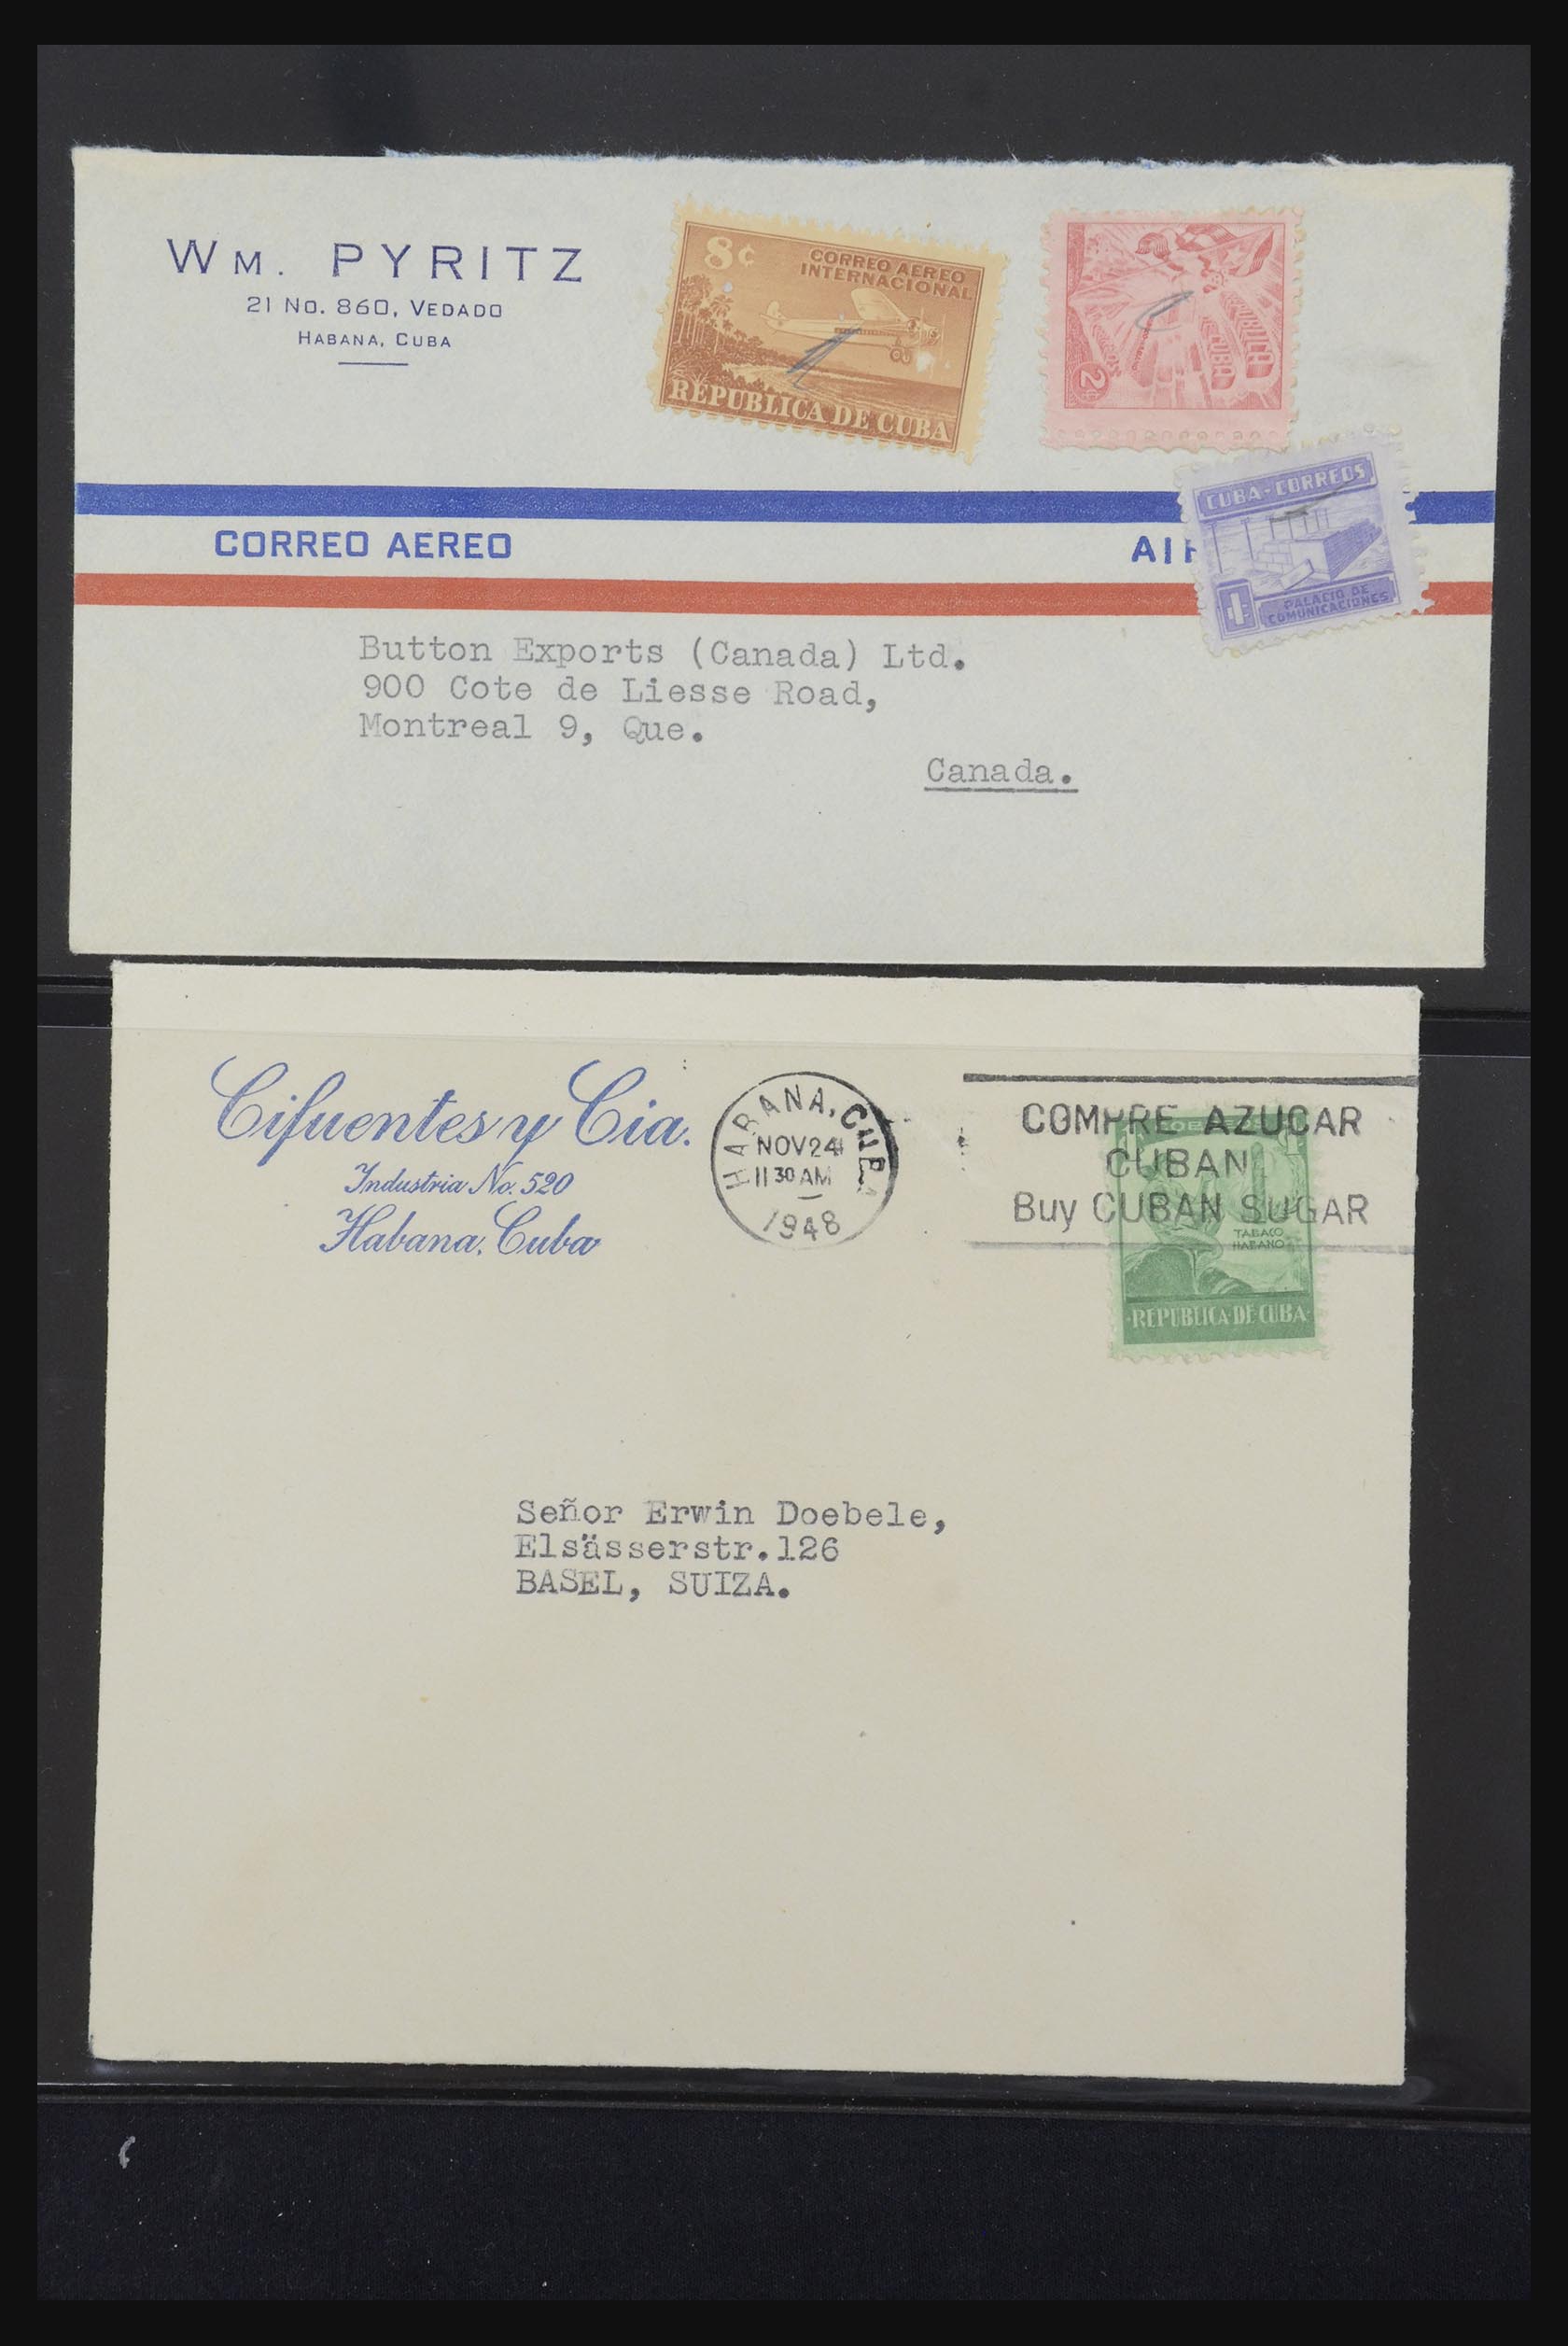 WM. PYRITZ
21 NO. 860, VEDADO
HABANA, CUBA
8¢
CORREO AEREO
INTERNACIONAL
REPUBLICA DE CUBA
2¢
REPUBLICA
CUBA
CUBA-CORREOS
1¢
PALACIO DE
COMUNICACIONES
CORREO AEREO
AI
Button Exports (Canada) Ltd.
900 Cote de Liesse Road,
Montreal 9, Que.
Canada.
Cifuentes y Cia.
Industria No. 520
Habana, Cuba
HABANA, CUBA
NOV 24
11 30 AM
1948
COMPRE AZUCAR
CUBANO
Buy CUBAN SUGAR
TABACO
HABANO
·REPUBLICA·DE CUBA·
Señor Erwin Doebele,
Elsässerstr.126
BASEL, SUIZA.